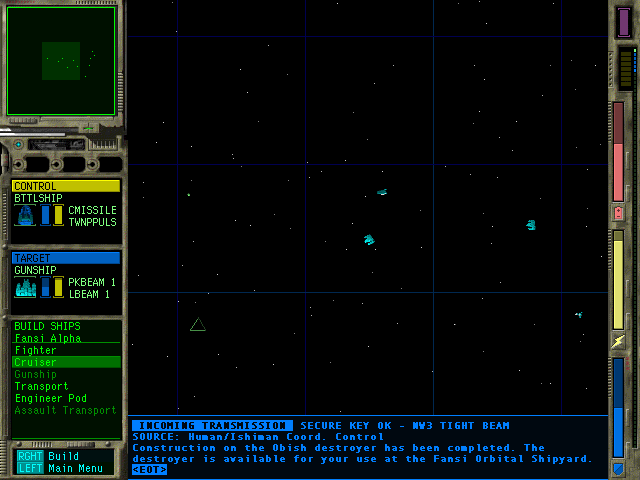 CONTROL
BTTLSHIP
CMISSILE
TWNPPULS
TARGET
GUNSHIP
PKBEAM 1
LBEAM 1
BUILD SHIPS
Fansi Alpha
Fighter
Cruiser
Gunship
Transport
Engineer Pod
Assault Transport
RGHT Build
LEFT Main Menu
INCOMING TRANSMISSION SECURE KEY OK - NW3 TIGHT BEAM
SOURCE: Human/Ishiman Coord. Control
Construction on the Obish destroyer has been completed. The
destroyer is available for your use at the Fansi Orbital Shipyard.
<EOT>